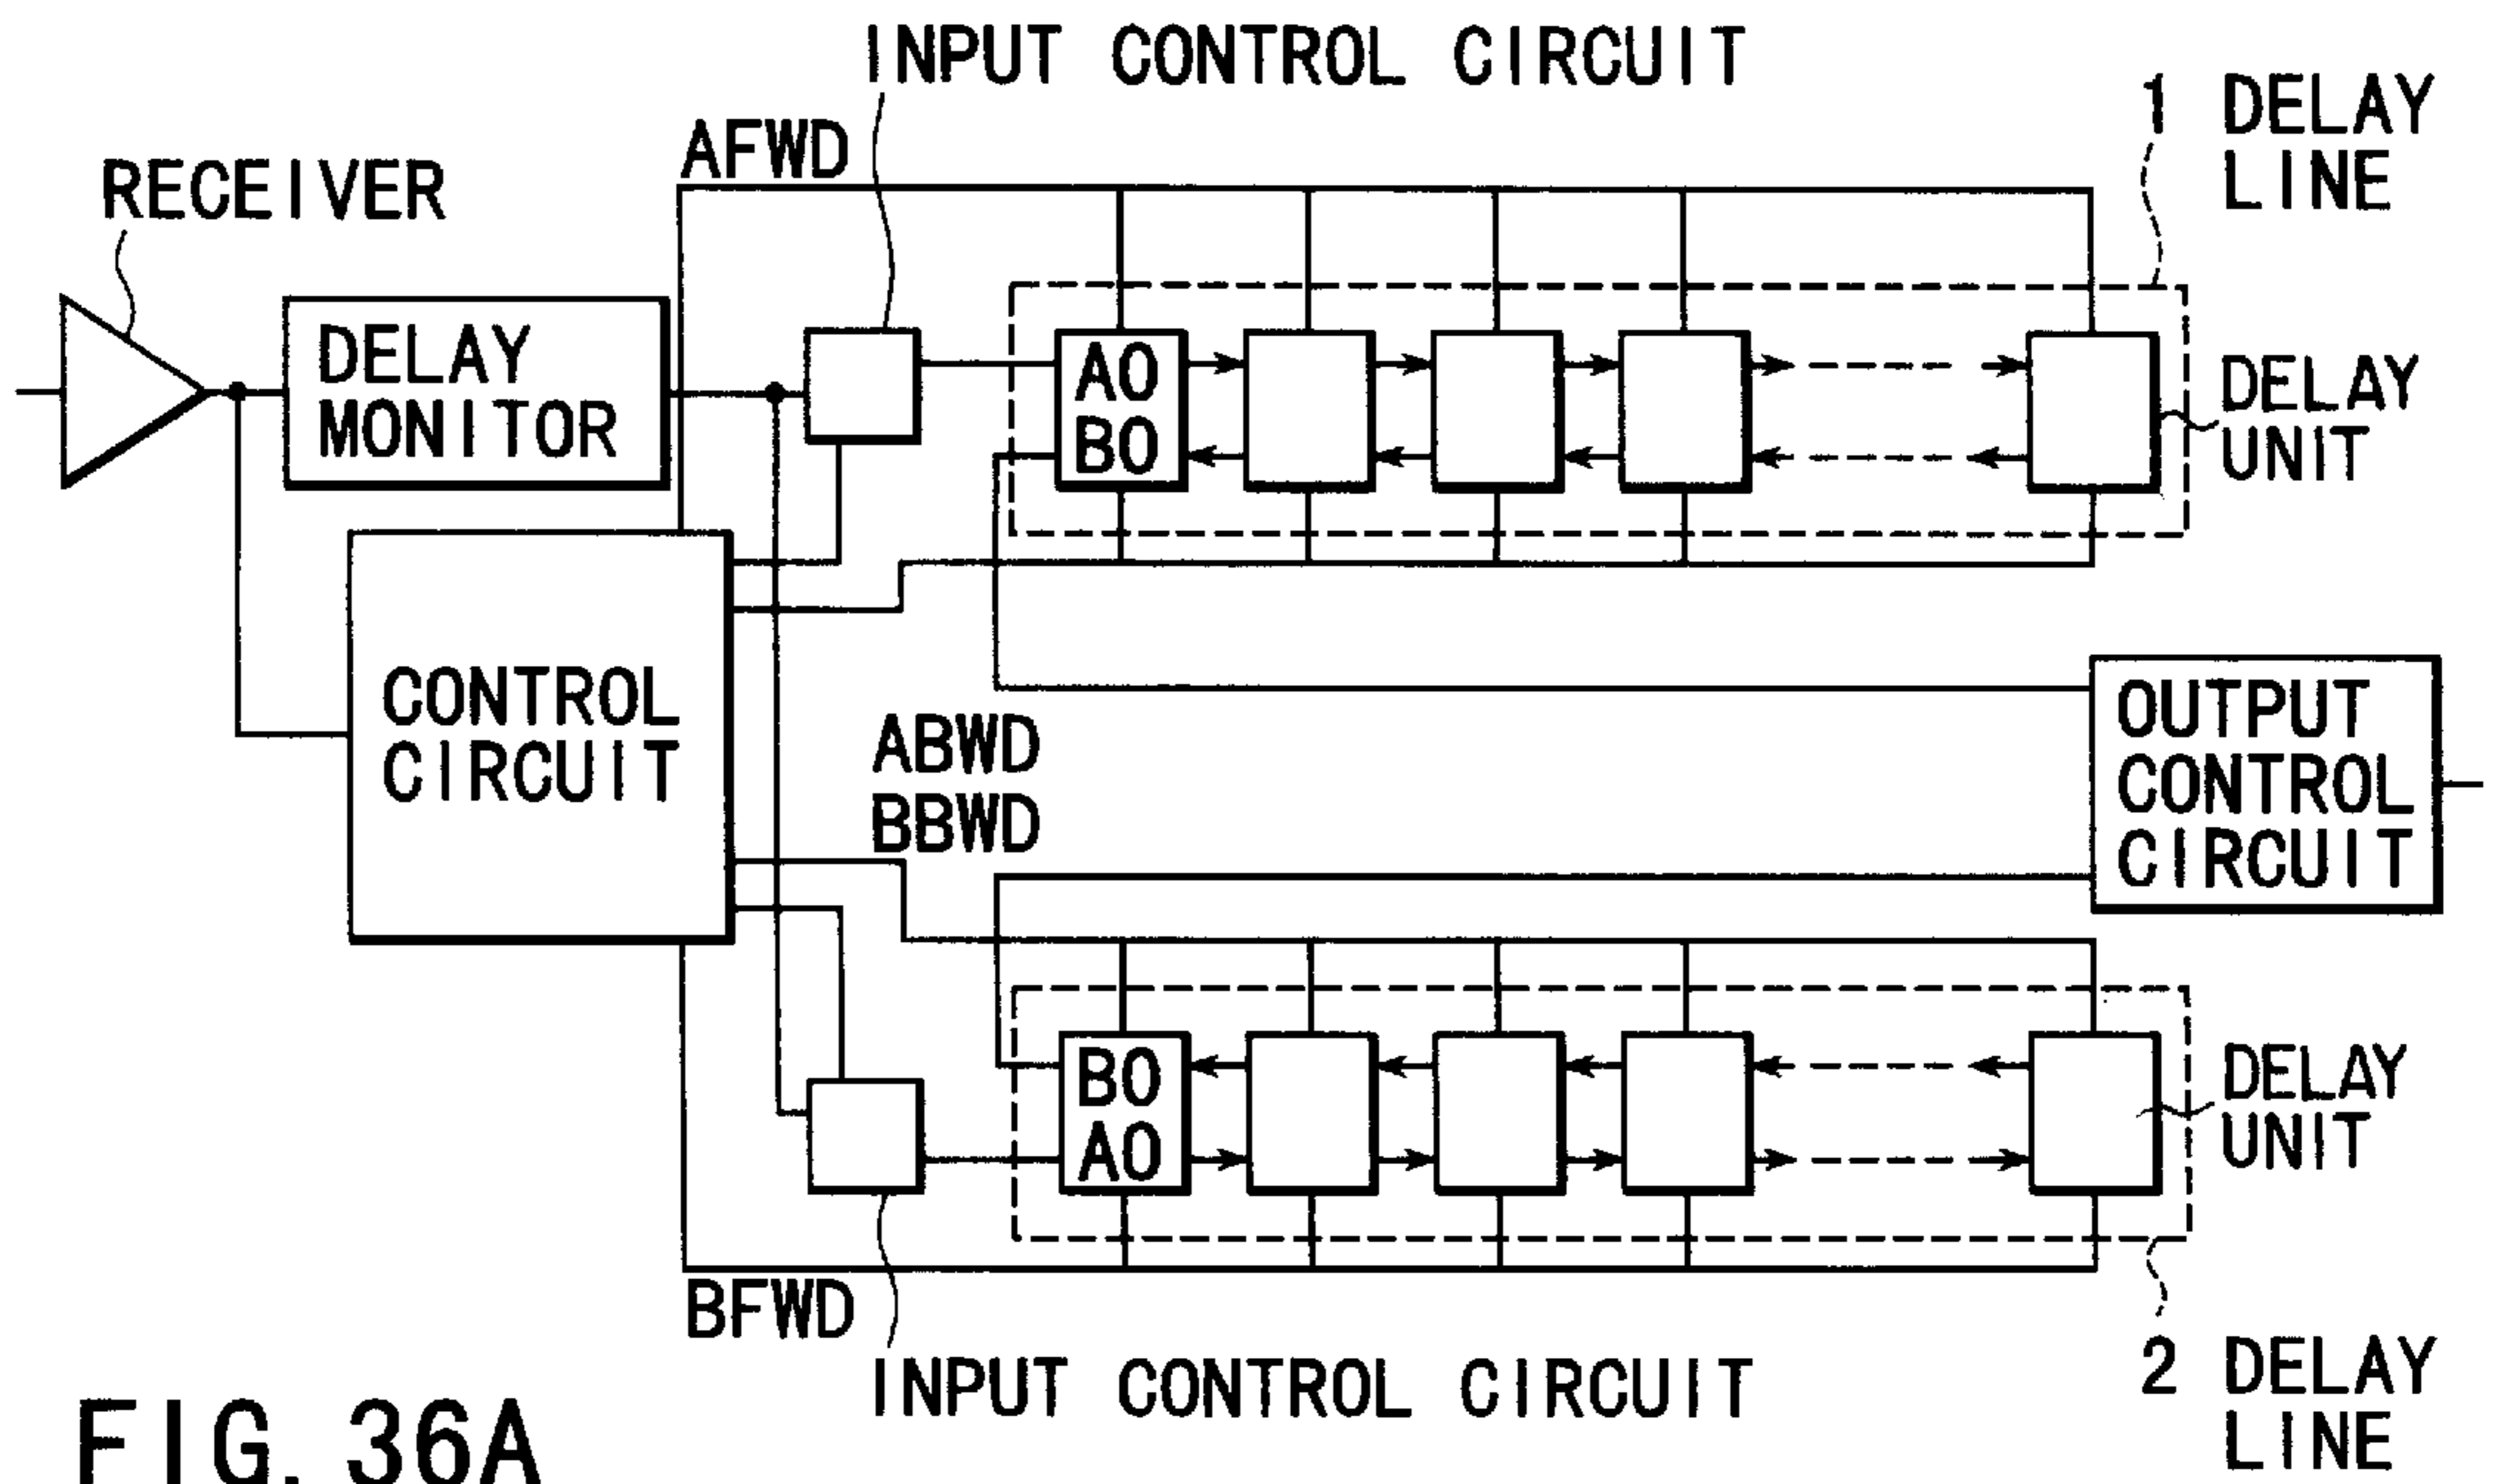 INPUT CONTROL CIRCUIT
1 DELAY
LINE
AFWD
RECEIVER
DELAY
MONITOR
A0
B0
DELAY
UNIT
CONTROL
CIRCUIT
OUTPUT
CONTROL
CIRCUIT
ABWD
BBWD
B0
A0
DELAY
UNIT
BFWD
INPUT CONTROL CIRCUIT
2 DELAY
LINE
FIG. 36A